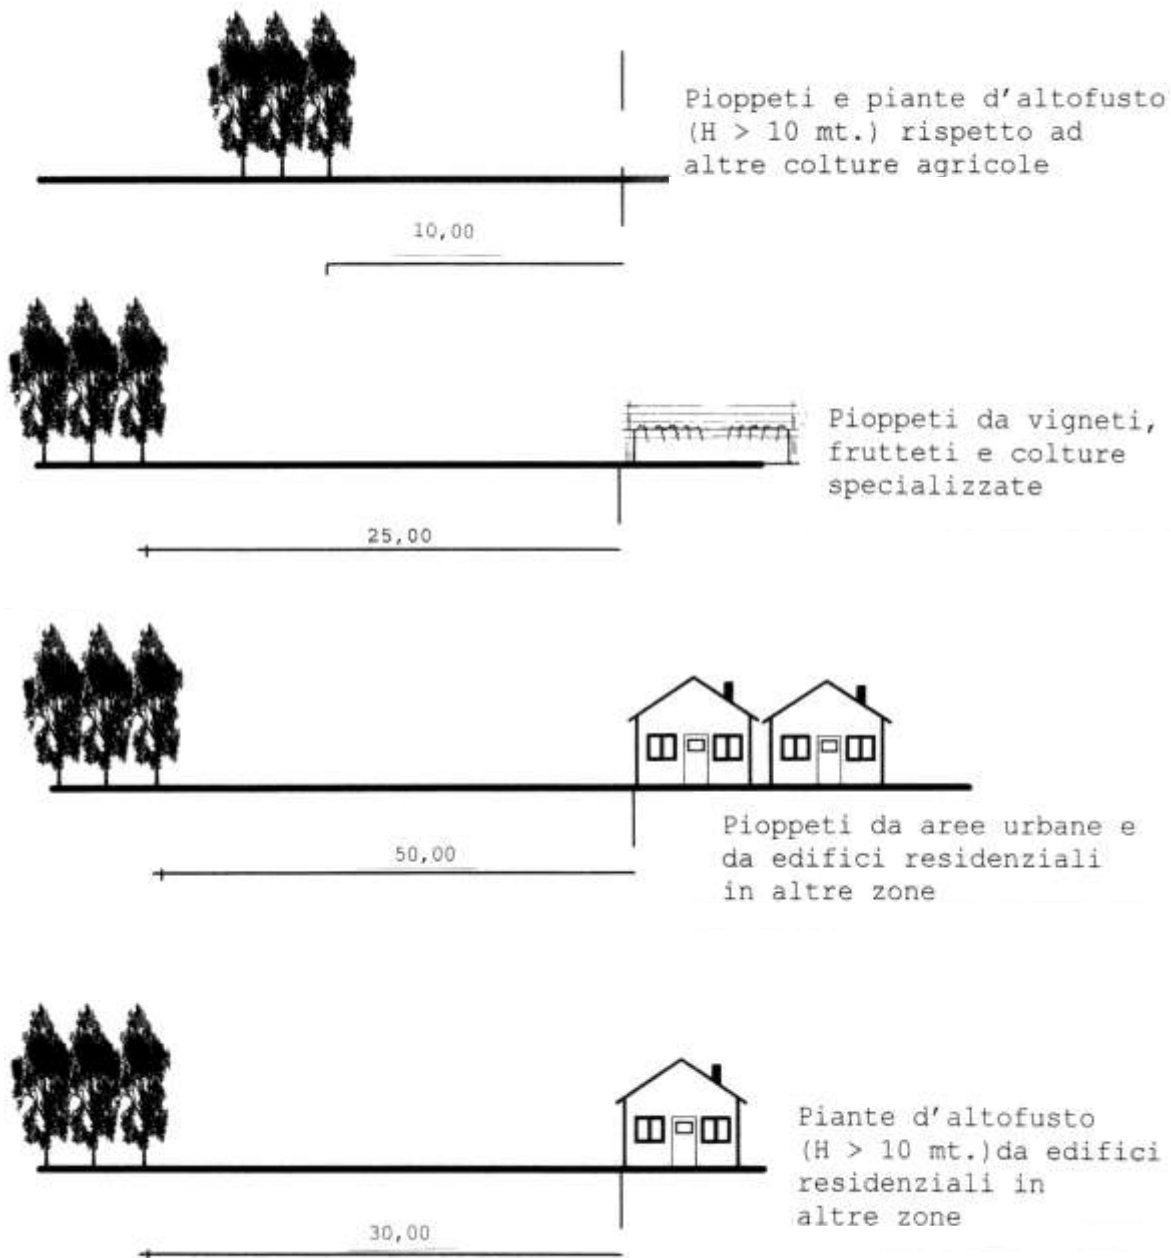 Pioppeti e piante d'altofusto
(H > 10 mt.) rispetto ad
altre colture agricole
10,00
Pioppeti da vigneti,
frutteti e colture
specializzate
25,00
Pioppeti da aree urbane e
da edifici residenziali
in altre zone
50,00
Piante d'altofusto
(H > 10 mt.)da edifici
residenziali in
altre zone
30,00